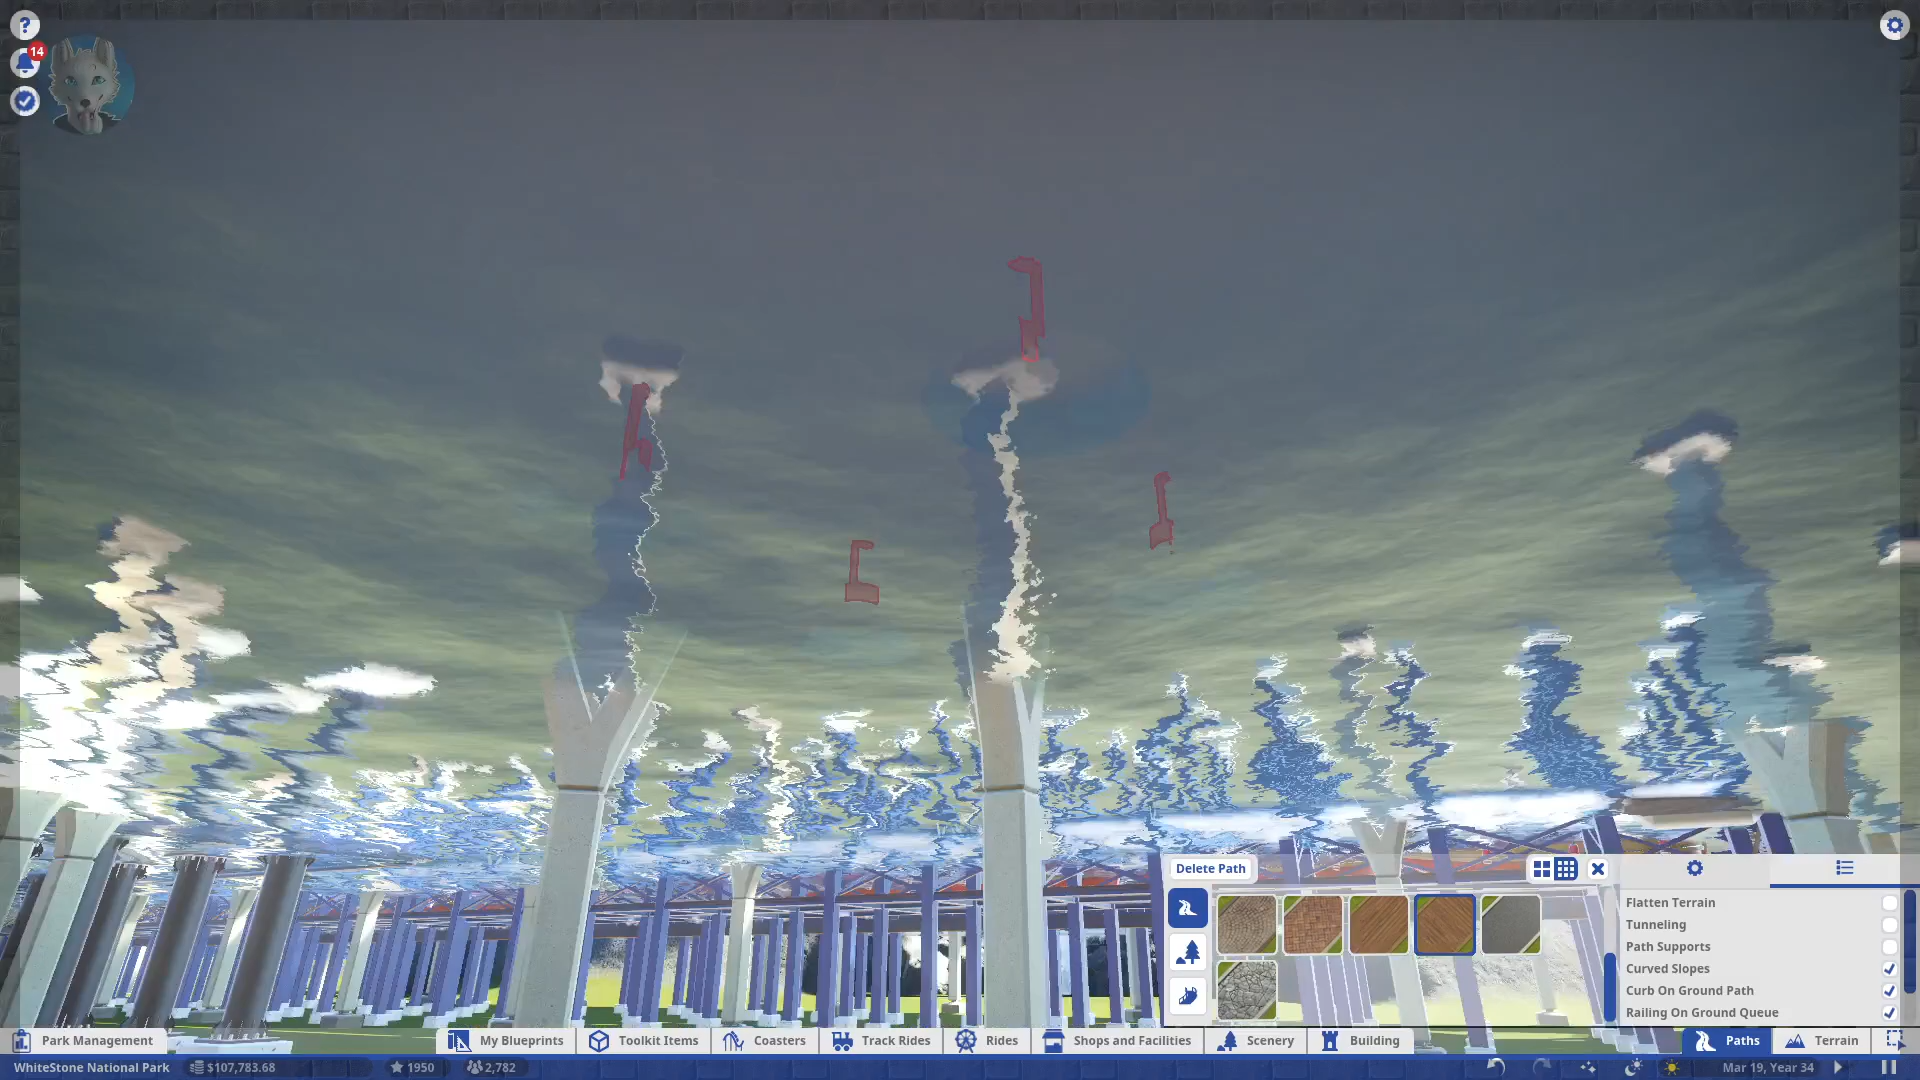 ?
14
Delete Path
Flatten Terrain
Tunneling
Path Supports
Curved Slopes
Curb On Ground Path
Railing On Ground Queue
Park Management
My Blueprints
Toolkit Items
Coasters
Track Rides
Rides
Shops and Facilities
Scenery
Building
Paths
Terrain
WhiteStone National Park
$107,783.68
1950
2,782
Mar 19, Year 34